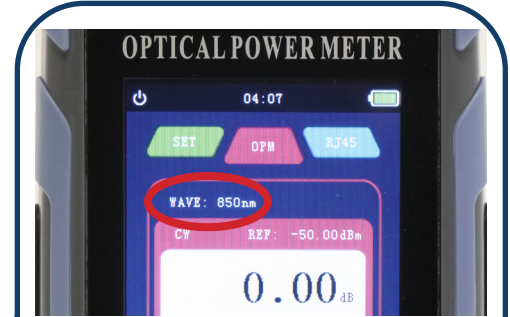 OPTICAL POWER METER
04:07
SET OPM RJ45
WAVE: 850nm
CW REF: -50.00dBm
0.00dB